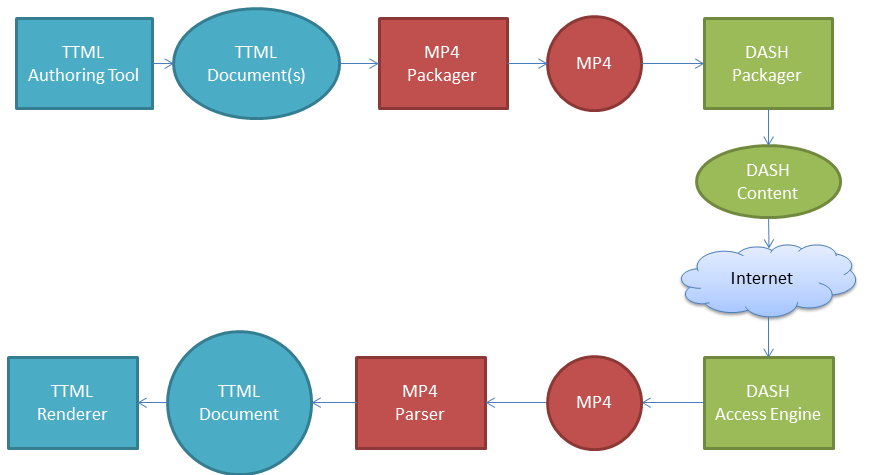 TTML
Authoring Tool
TTML
Document(s)
MP4
Packager
MP4
DASH
Packager
DASH
Content
Internet
DASH
Access Engine
MP4
MP4
Parser
TTML
Document
TTML
Renderer